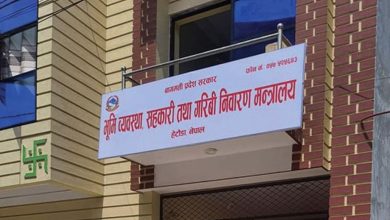 बागमती प्रदेश सरकार
भूमि व्यवस्था, सहकारी तथा गरिबी निवारण मन्त्रालय
हेटौडा, नेपाल
फोन नं.